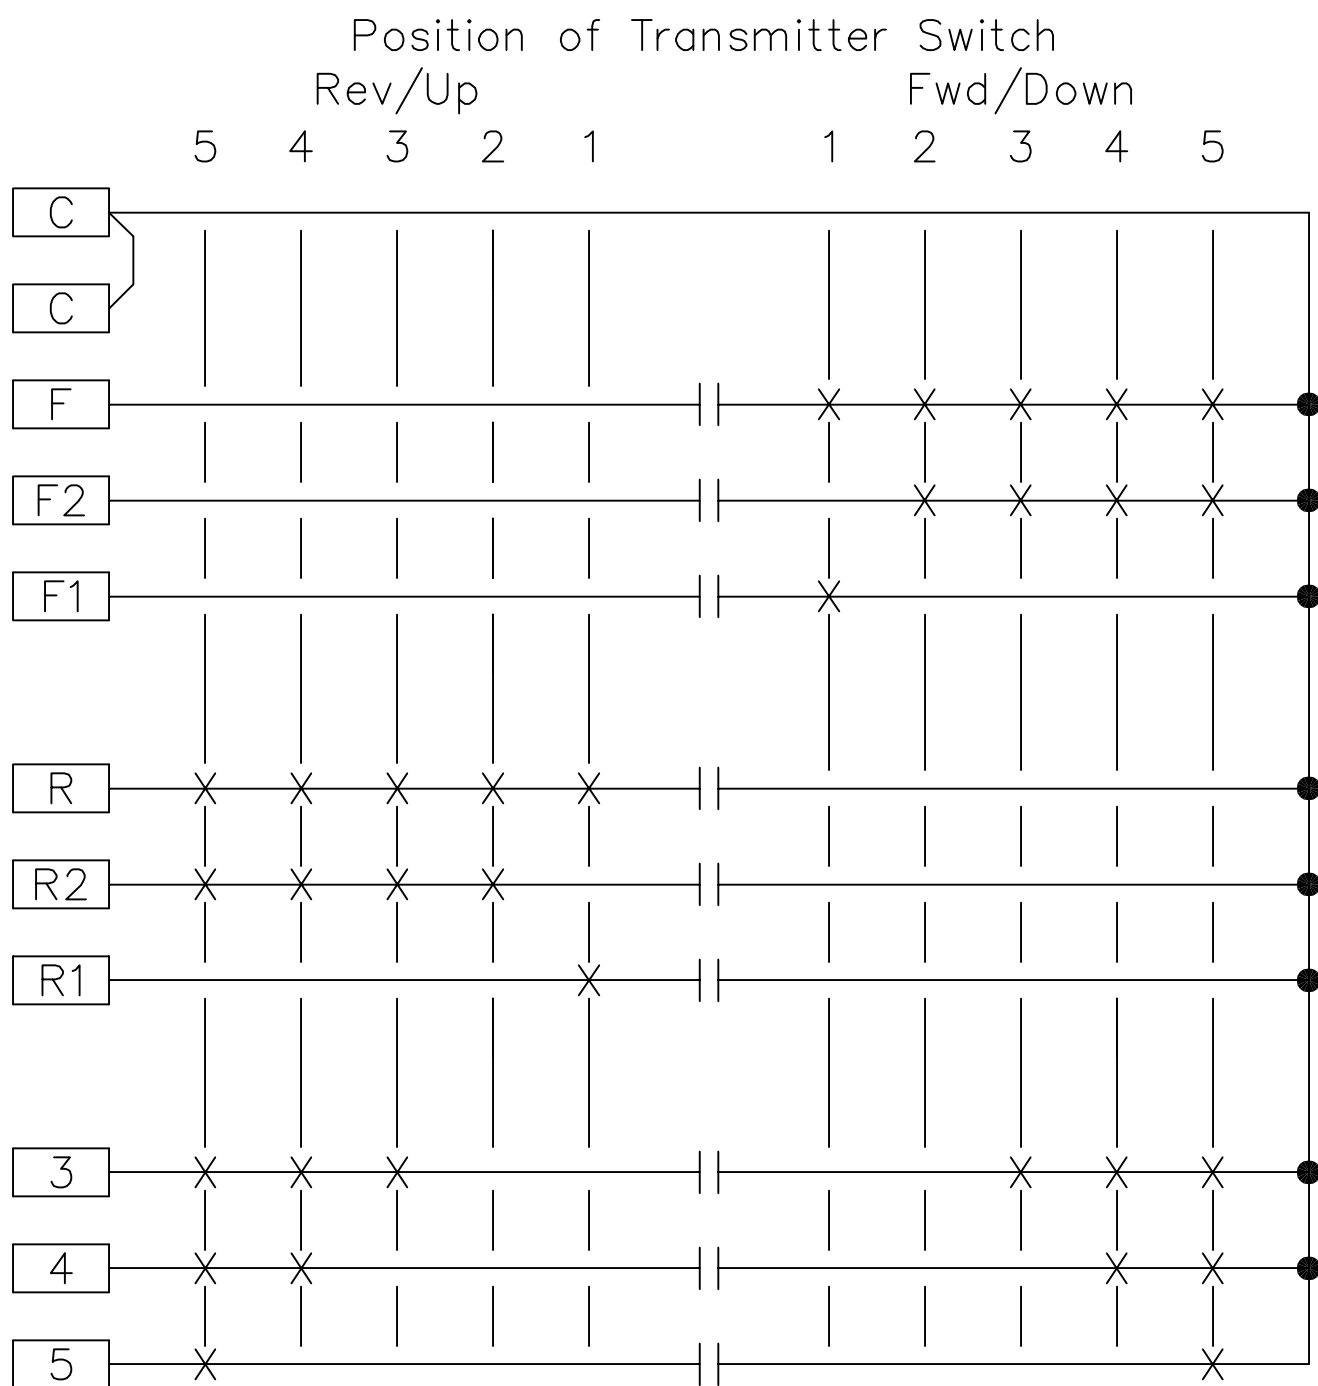 Position of Transmitter Switch
Rev/Up Fwd/Down
5 4 3 2 1 1 2 3 4 5
C
C
F X X X X X
F2 X X X X
F1 X
R X X X X X
R2 X X X X
R1 X
3 X X X X X X
4 X X X X
5 X X